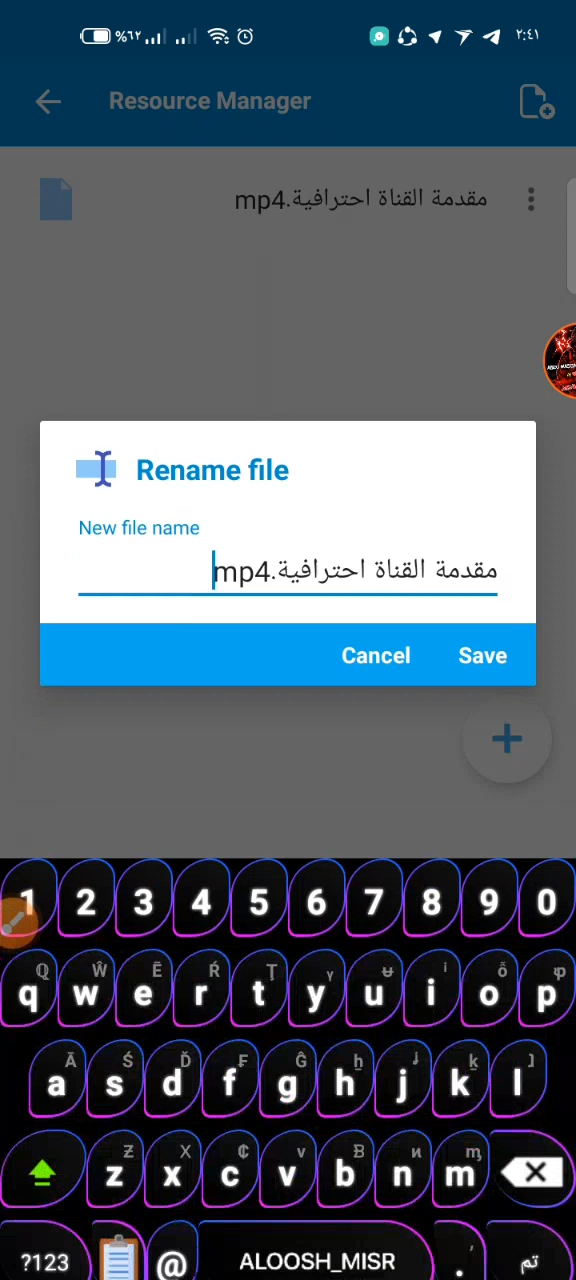 %٦٢
٢:٤١
Resource Manager
مقدمة القناة احترافية.mp4
Rename file
New file name
مقدمة القناة احترافية.mp4
Cancel Save
1 2 3 4 5 6 7 8 9 0
q w e r t y u i o p
a s d f g h j k l
z x c v b n m
?123 @ ALOOSH_MISR . تم